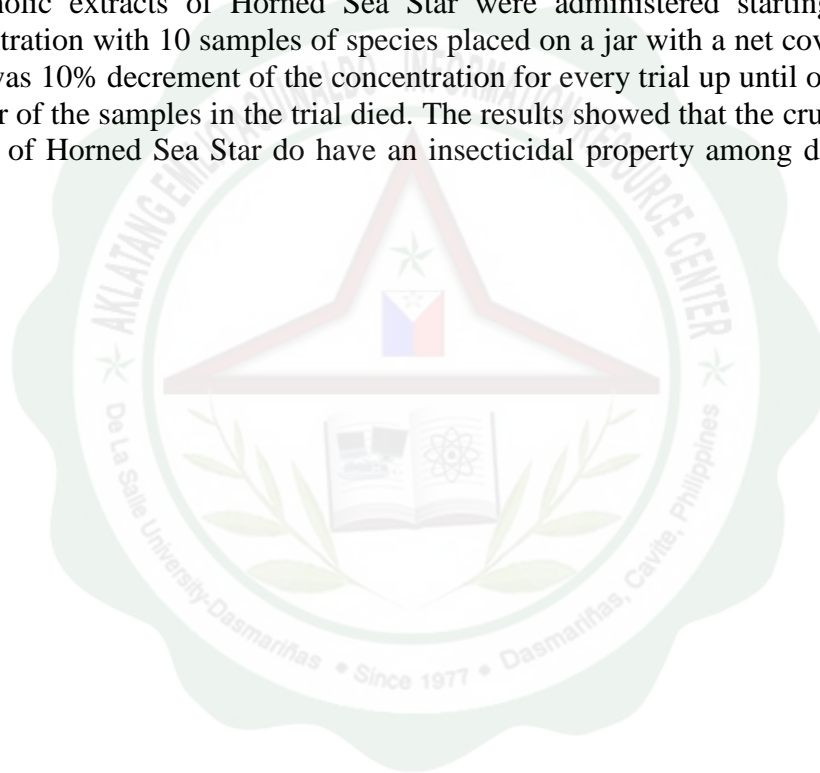 holic extracts of Horned Sea Star were administered starting
tration with 10 samples of species placed on a jar with a net cov
was 10% decrement of the concentration for every trial up until o
r of the samples in the trial died. The results showed that the cru
of Horned Sea Star do have an insecticidal property among d
AKLATANG EMILIO AGUINALDO - INFORMATION RESOURCE CENTER
De La Salle University-Dasmariñas • Since 1977 • Dasmariñas, Cavite, Philippines